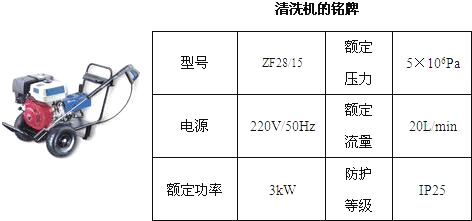 清洗机的铭牌
型号 ZF28/15 额定压力 5×10⁶Pa
电源 220V/50Hz 额定流量 20L/min
额定功率 3kW 防护等级 IP25